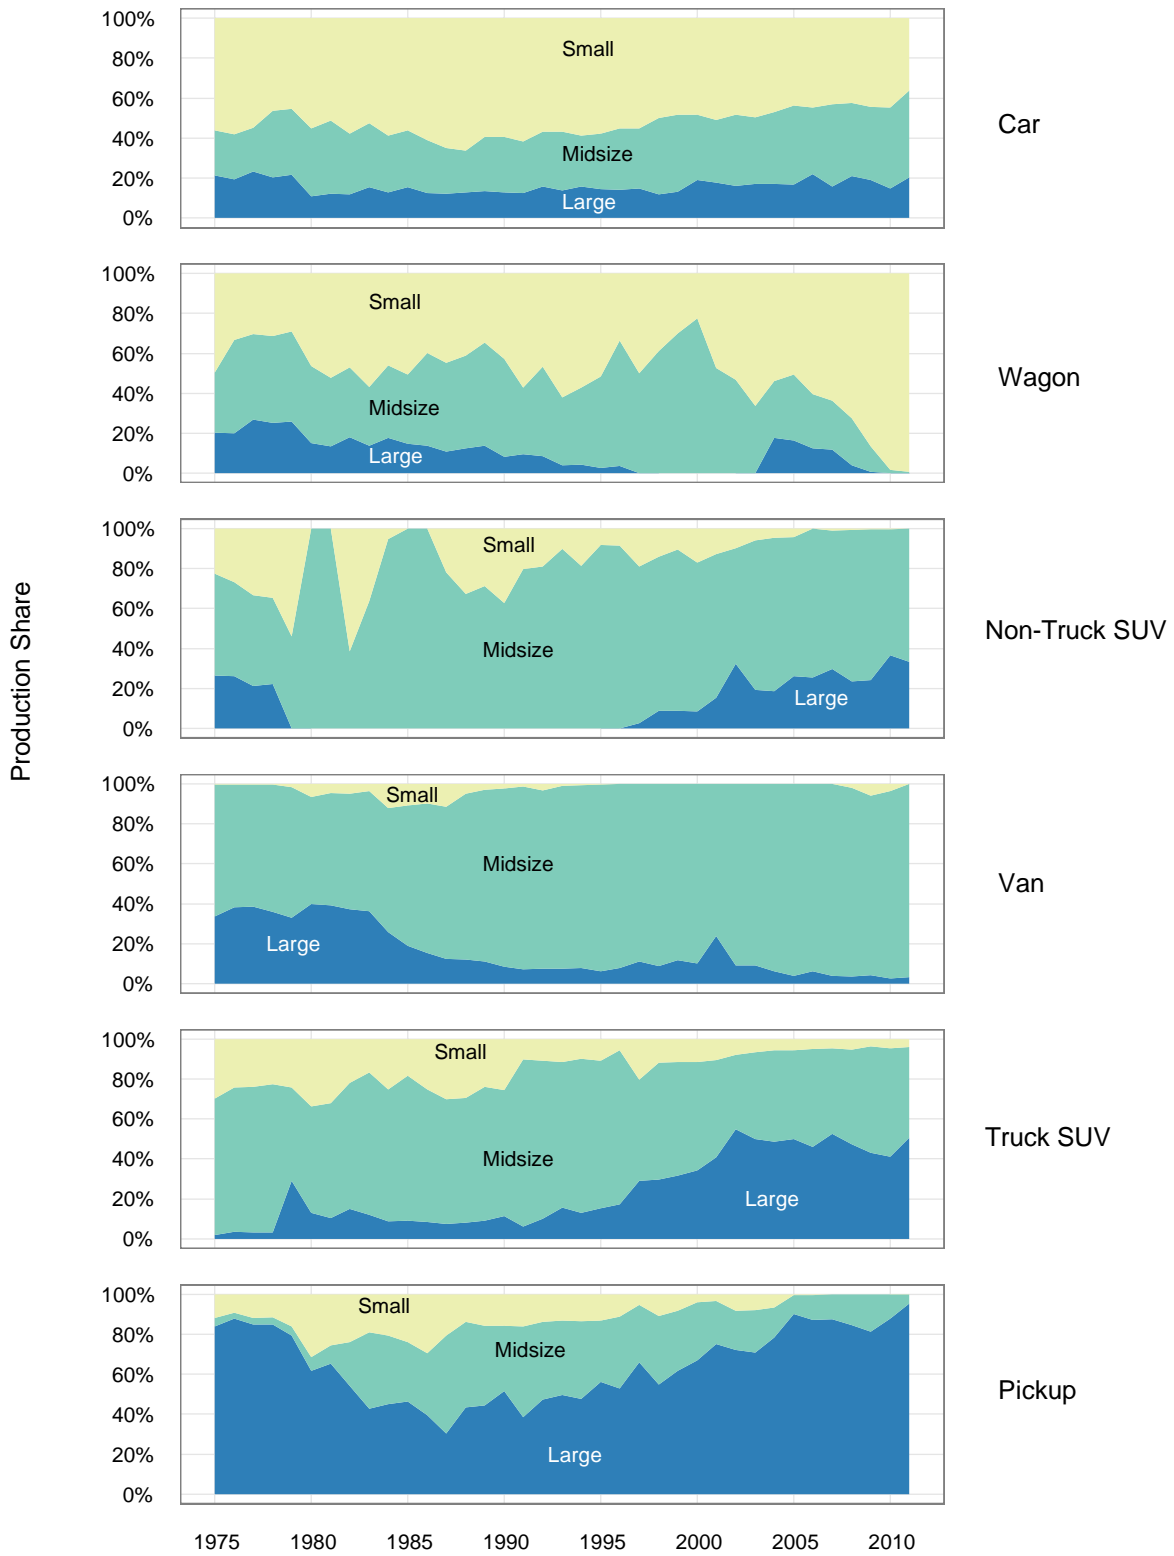 Production Share
100%
80%
60%
40%
20%
0%
Small
Midsize
Large
Car
100%
80%
60%
40%
20%
0%
Small
Midsize
Large
Wagon
100%
80%
60%
40%
20%
0%
Small
Midsize
Large
Non-Truck SUV
100%
80%
60%
40%
20%
0%
Small
Midsize
Large
Van
100%
80%
60%
40%
20%
0%
Small
Midsize
Large
Truck SUV
100%
80%
60%
40%
20%
0%
Small
Midsize
Large
Pickup
1975 1980 1985 1990 1995 2000 2005 2010